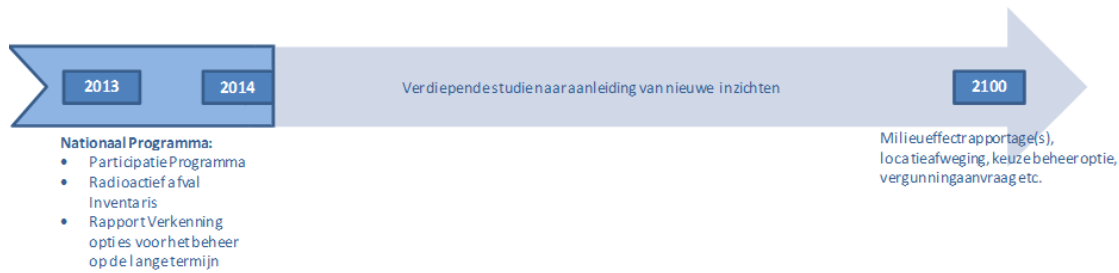 2013
2014
Verdiepende studie naar aanleiding van nieuwe inzichten
2100
Nationaal Programma:
• Participatie Programma
• Radioactief afval
Inventaris
• Rapport Verkenning
opties voor het beheer
op de lange termijn
Milieueffectrapportage(s),
locatieafweging, keuze beheeroptie,
vergunningaanvraag etc.